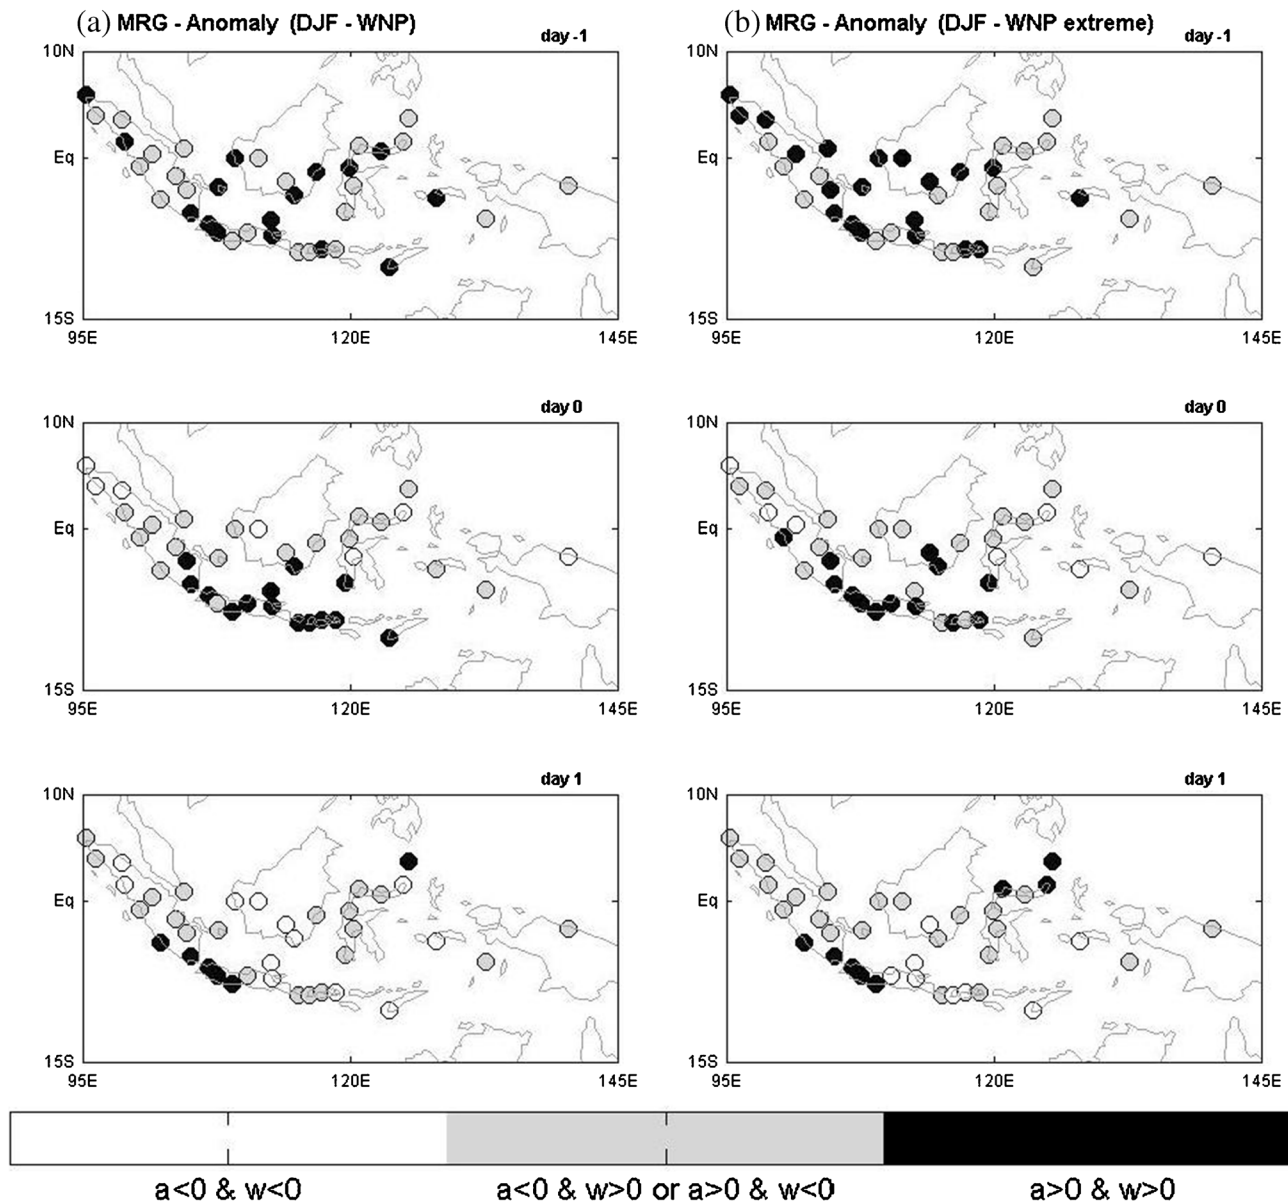 (a) MRG - Anomaly (DJF - WNP)
day -1
10N
Eq
15S
95E 120E 145E
(b) MRG - Anomaly (DJF - WNP extreme)
day -1
10N
Eq
15S
95E 120E 145E
day 0
10N
Eq
15S
95E 120E 145E
day 0
10N
Eq
15S
95E 120E 145E
day 1
10N
Eq
15S
95E 120E 145E
day 1
10N
Eq
15S
95E 120E 145E
a<0 & w<0 a<0 & w>0 or a>0 & w<0 a>0 & w>0